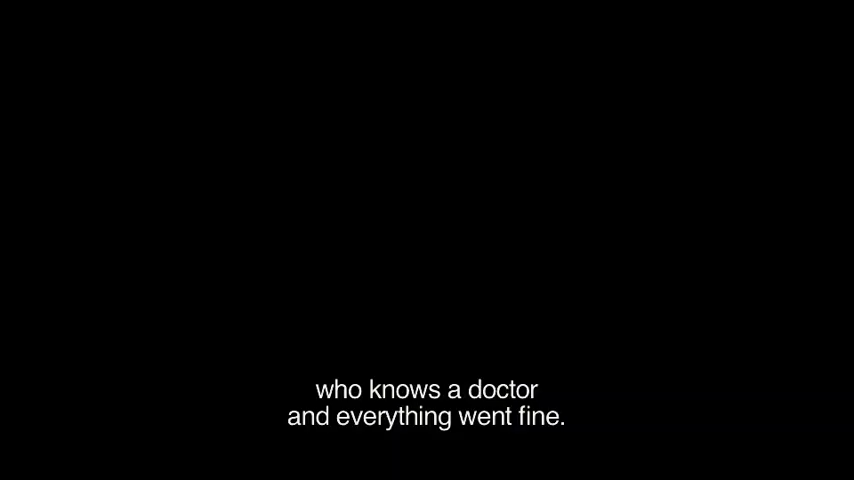 who knows a doctor
and everything went fine.